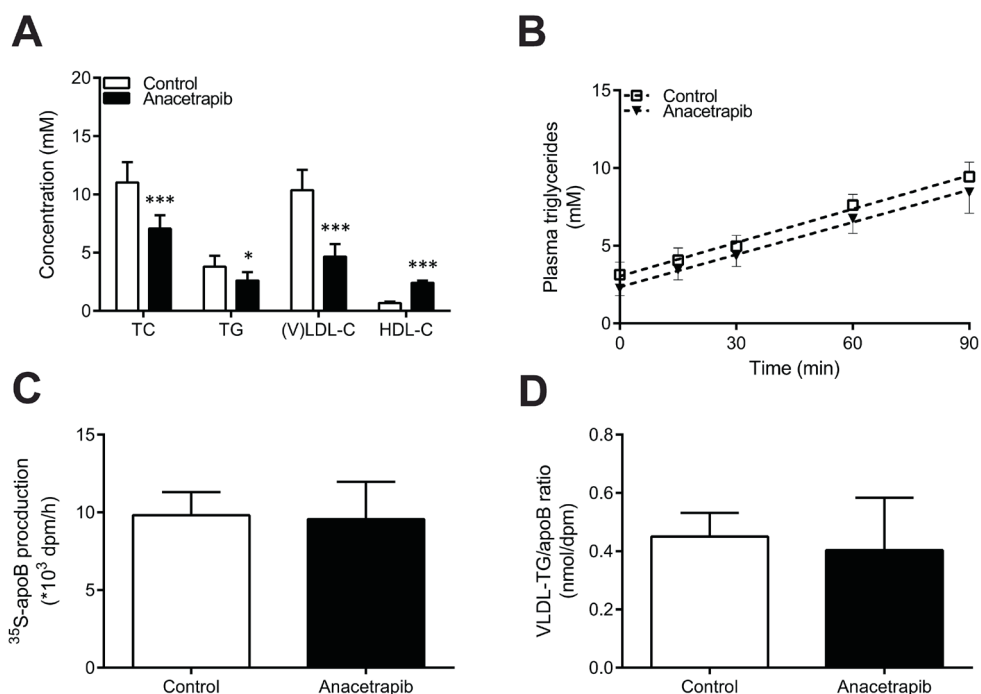 A
Control
Anacetrapib
Concentration (mM)
20
15
10
5
0
***
*
***
***
TC
TG
(V)LDL-C
HDL-C
B
Control
Anacetrapib
Plasma triglycerides
(mM)
15
10
5
0
0
30
60
90
Time (min)
C
35S-apoB procduction
(*10³ dpm/h)
15
10
5
0
Control
Anacetrapib
D
VLDL-TG/apoB ratio
(nmol/dpm)
0.8
0.6
0.4
0.2
0.0
Control
Anacetrapib